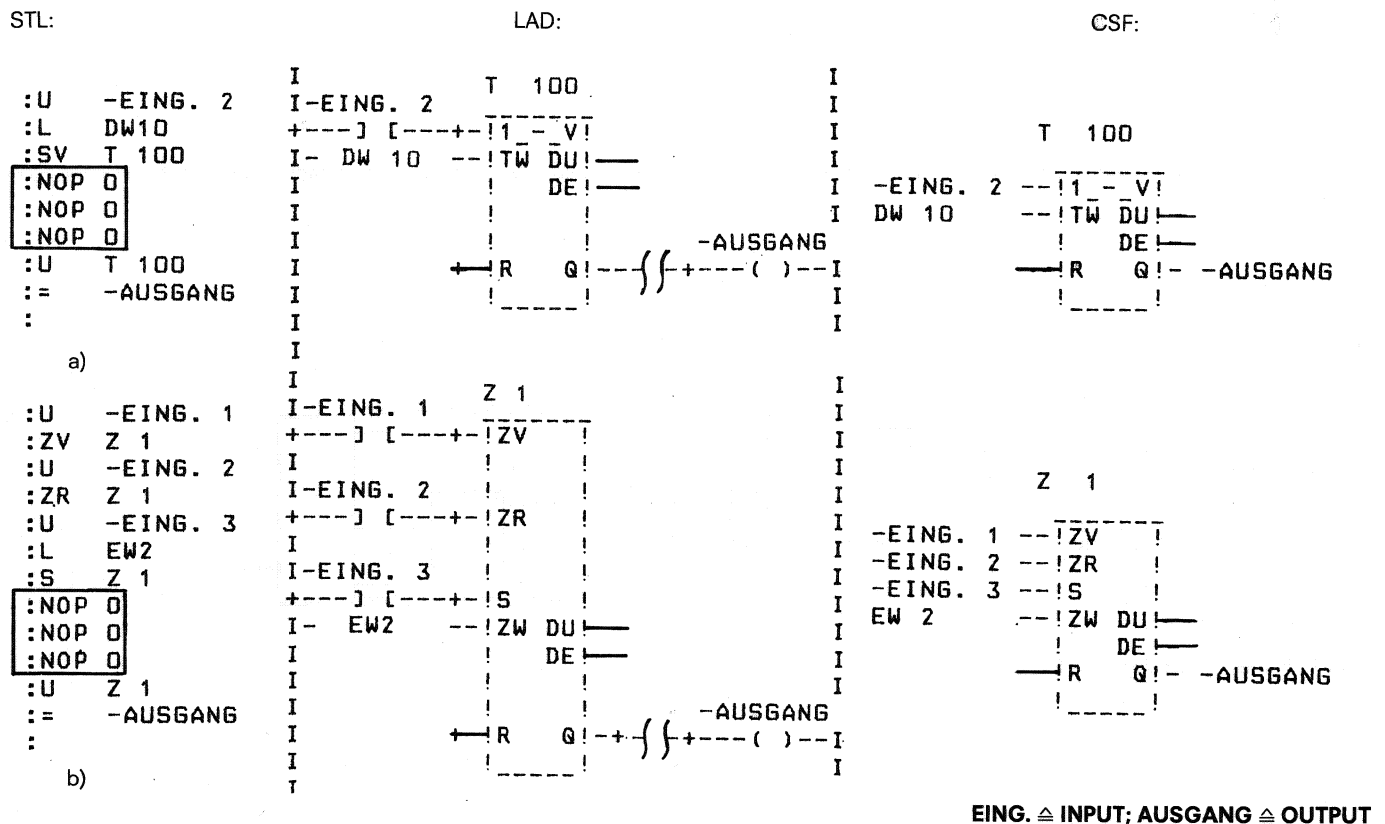 STL:
LAD:
CSF:
:U -EING. 2
:L DW10
:SV T 100
:NOP 0
:NOP 0
:NOP 0
:U T 100
:= -AUSGANG
:
a)
T 100
-EING. 2
1 - V
DW 10
TW DU
DE
-AUSGANG
R Q
( )
T 100
-EING. 2 --!1 - V!
DW 10 --!TW DU!
DE
R Q!- -AUSGANG
:U -EING. 1
:ZV Z 1
:U -EING. 2
:ZR Z 1
:U -EING. 3
:L EW2
:S Z 1
:NOP 0
:NOP 0
:NOP 0
:U Z 1
:= -AUSGANG
:
b)
Z 1
-EING. 1
ZV
-EING. 2
ZR
-EING. 3
S
EW2
ZW DU
DE
-AUSGANG
R Q
( )
Z 1
-EING. 1 --!ZV
-EING. 2 --!ZR
-EING. 3 --!S
EW 2 --!ZW DU
DE
R Q!- -AUSGANG
EING. ≙ INPUT; AUSGANG ≙ OUTPUT